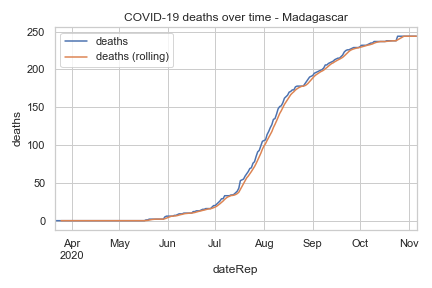 COVID-19 deaths over time - Madagascar
deaths
deaths (rolling)
250
200
150
100
50
0
deaths
Apr May Jun Jul Aug Sep Oct Nov
2020
dateRep